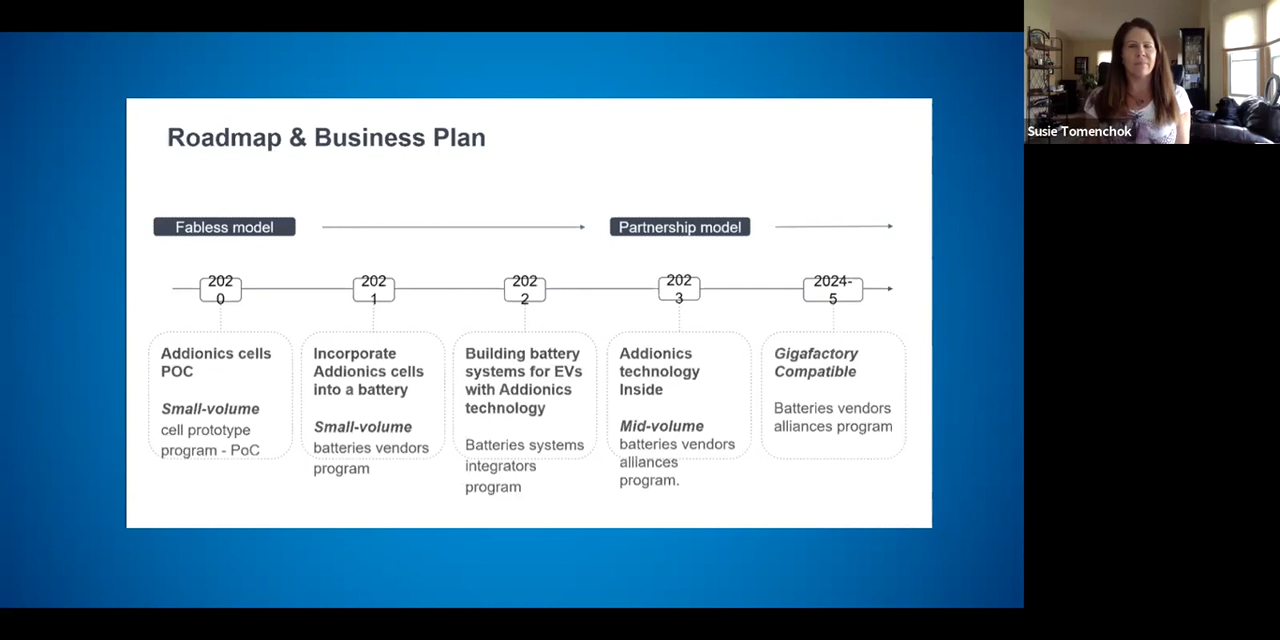 Roadmap & Business Plan
Fabless model
Partnership model
202
0
202
1
202
2
202
3
2024-
5
Addionics cells
POC
Small-volume
cell prototype
program - PoC
Incorporate
Addionics cells
into a battery
Small-volume
batteries vendors
program
Building battery
systems for EVs
with Addionics
technology
Batteries systems
integrators
program
Addionics
technology
Inside
Mid-volume
batteries vendors
alliances
program.
Gigafactory
Compatible
Batteries vendors
alliances program
Susie Tomenchok